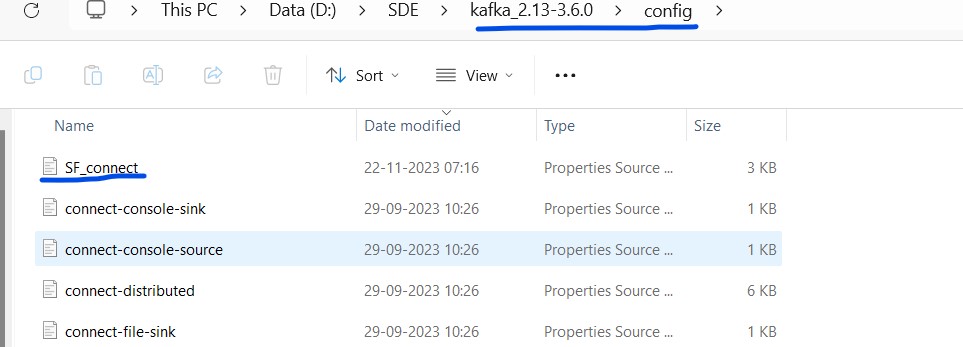 This PC > Data (D:) > SDE > kafka_2.13-3.6.0 > config >
Sort View •••
Name Date modified Type Size
SF_connect 22-11-2023 07:16 Properties Source ... 3 KB
connect-console-sink 29-09-2023 10:26 Properties Source ... 1 KB
connect-console-source 29-09-2023 10:26 Properties Source ... 1 KB
connect-distributed 29-09-2023 10:26 Properties Source ... 6 KB
connect-file-sink 29-09-2023 10:26 Properties Source ... 1 KB